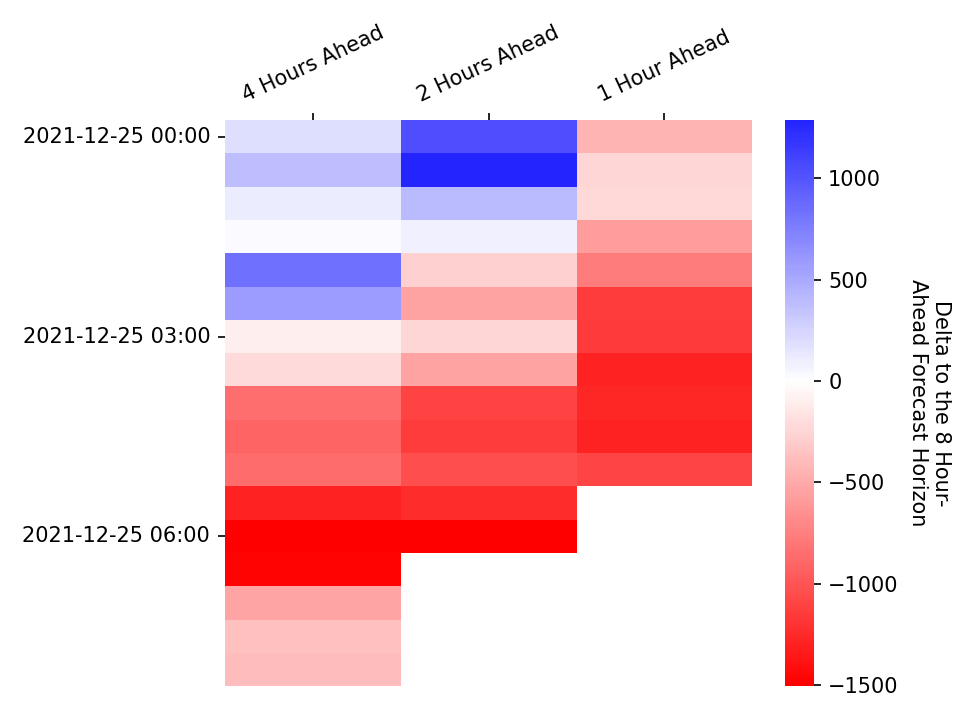 4 Hours Ahead
2 Hours Ahead
1 Hour Ahead
2021-12-25 00:00
2021-12-25 03:00
2021-12-25 06:00
1000
500
0
−500
−1000
−1500
Delta to the 8 Hour-
Ahead Forecast Horizon